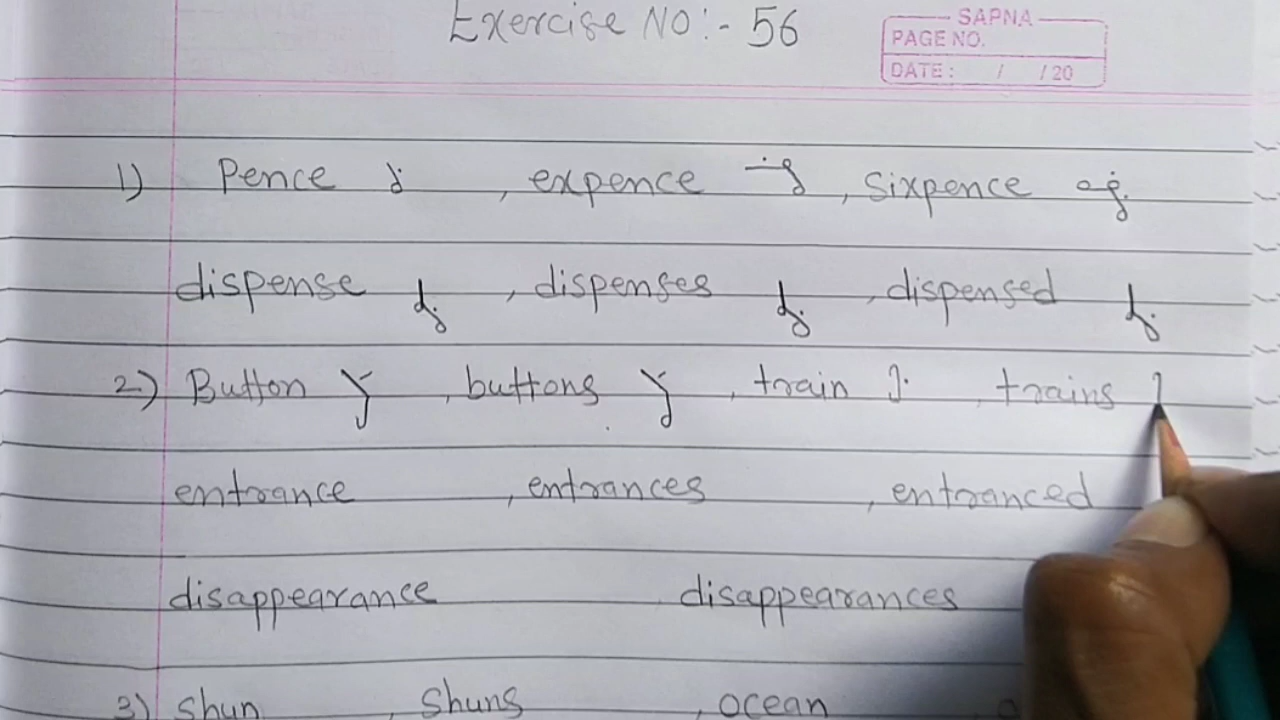 Exercise NO:- 56
SAPNA
PAGE NO.
DATE : / / 20
1) Pence , expence , sixpence
dispense , dispenses , dispensed
2) Button , buttons , train , trains
entrance , entrances , entranced
disappearance disappearances
3) shun , shuns , ocean